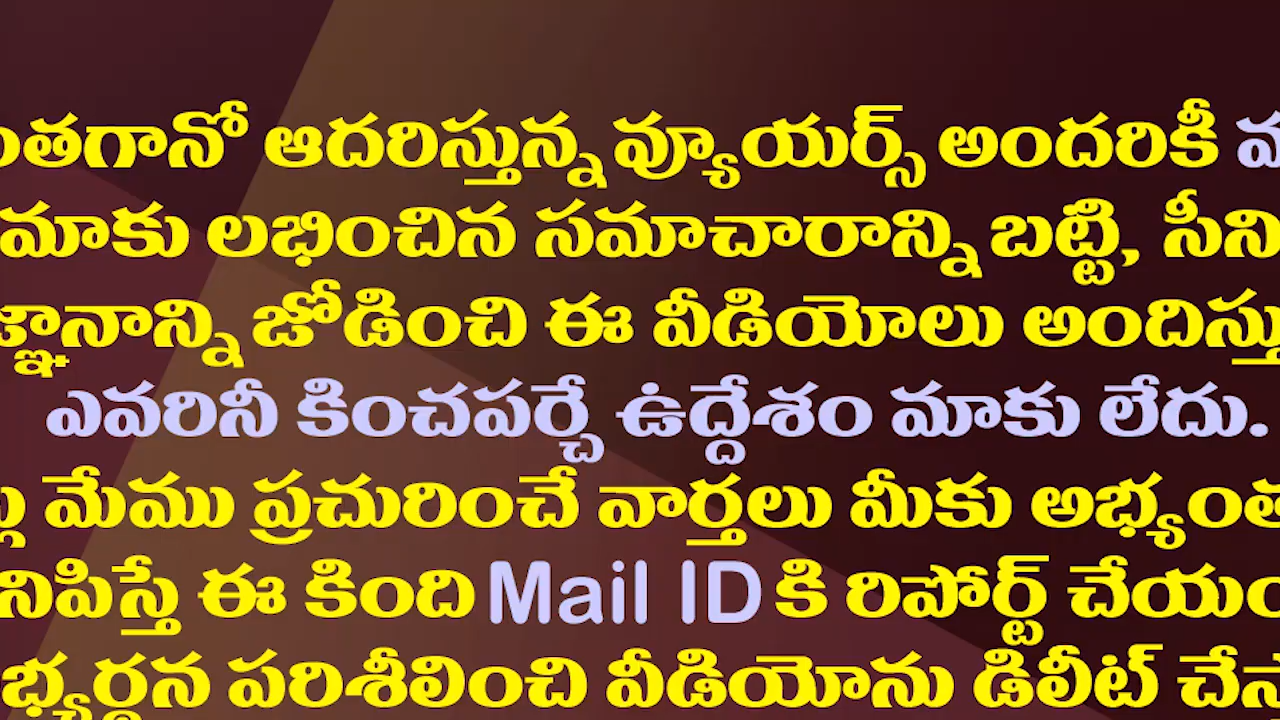 ఆదరిస్తున్న వ్యూయర్స్ అందరికీ
మాకు లభించిన సమాచారాన్ని బట్టి,
జోడించి ఈ వీడియోలు
ఎవరినీ కించపర్చే ఉద్దేశం మాకు లేదు.
మేము ప్రచురించే వార్తలు మీకు
ఈ కింది Mail ID కి రిపోర్ట్
పరిశీలించి వీడియోను డిలీట్